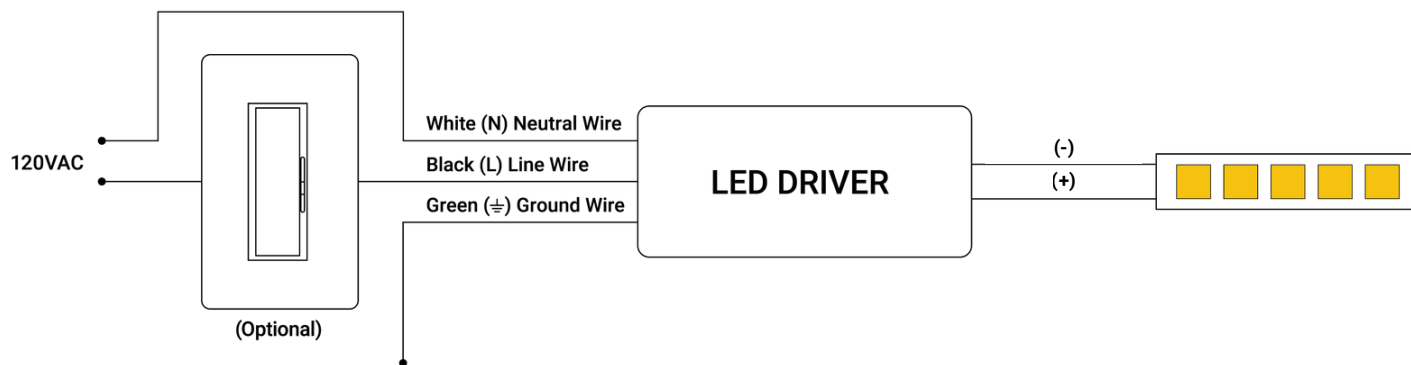 120VAC
(Optional)
White (N) Neutral Wire
Black (L) Line Wire
Green (⏚) Ground Wire
LED DRIVER
(-)
(+)